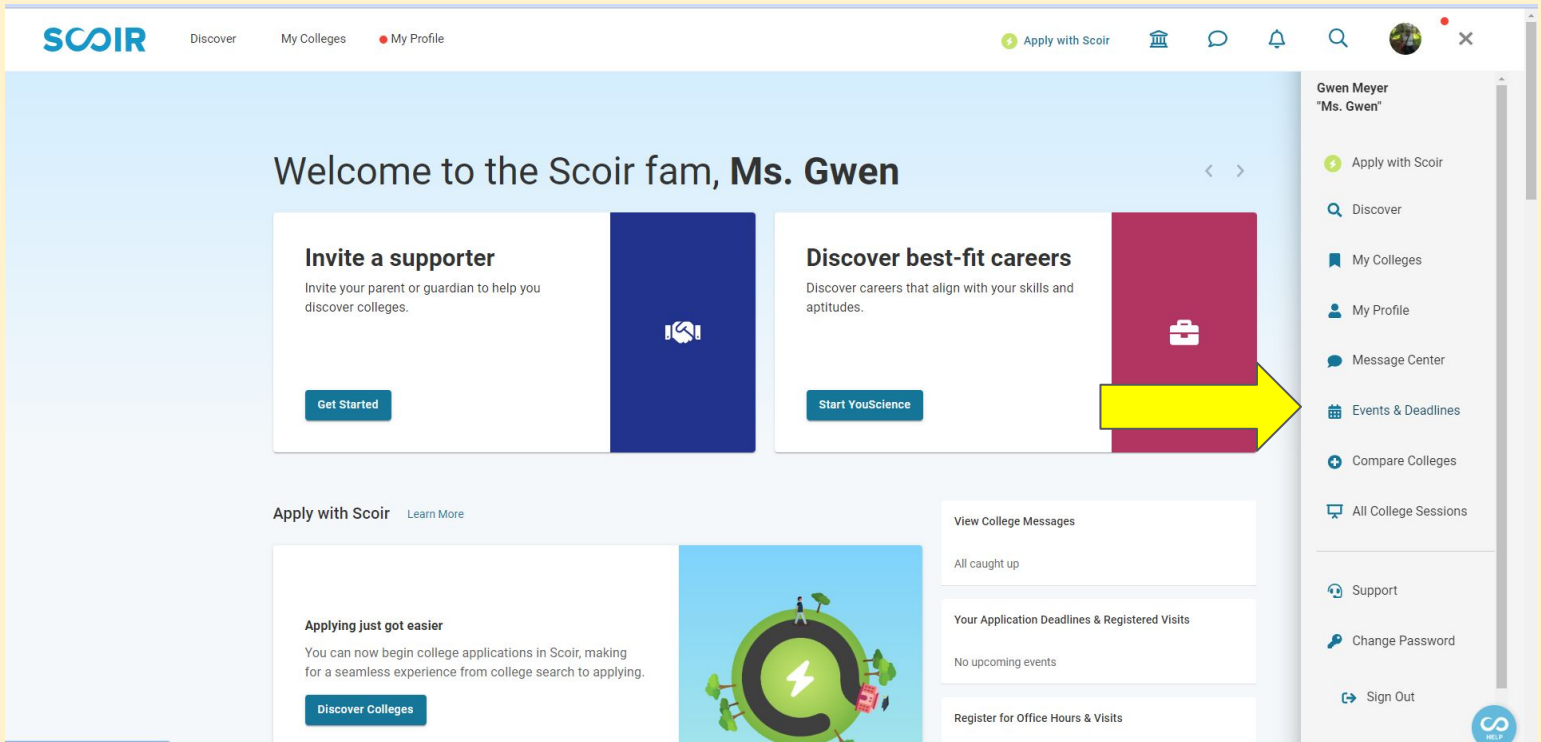 SCOIR
Discover
My Colleges
My Profile
Apply with Scoir
Gwen Meyer
"Ms. Gwen"
Apply with Scoir
Discover
My Colleges
My Profile
Message Center
Events & Deadlines
Compare Colleges
All College Sessions
Support
Change Password
Sign Out
HELP
Welcome to the Scoir fam, Ms. Gwen
Invite a supporter
Invite your parent or guardian to help you
discover colleges.
Get Started
Discover best-fit careers
Discover careers that align with your skills and
aptitudes.
Start YouScience
Apply with Scoir
Learn More
Applying just got easier
You can now begin college applications in Scoir, making
for a seamless experience from college search to applying.
Discover Colleges
View College Messages
All caught up
Your Application Deadlines & Registered Visits
No upcoming events
Register for Office Hours & Visits